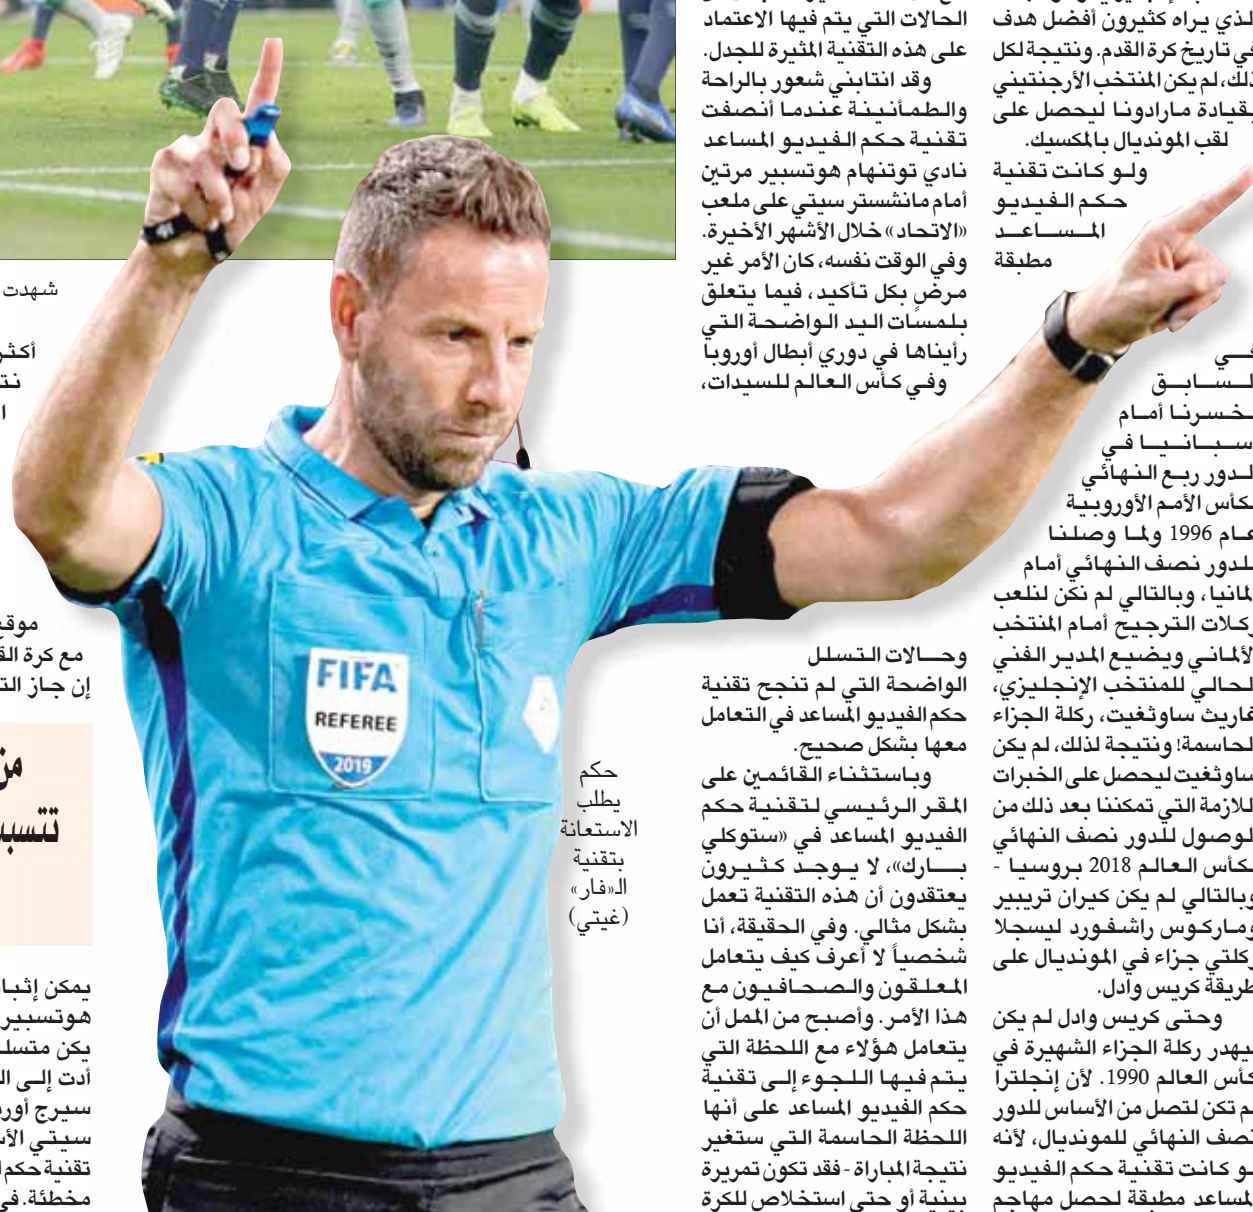 في تاريخ كرة القدم. ونتيجة لكل
ذلك، لم يكن المنتخب الأرجنتيني
بقيادة مارادونا ليحصل على
لقب المونديال بالمكسيك.
ولو كانت تقنية
حكم الفيديو
المساعد
مطبقة
في
السابق
لخسرنا أمام
إسبانيا في
الدور ربع النهائي
لكأس الأمم الأوروبية
عام 1996 ولما وصلنا
للدور نصف النهائي أمام
ألمانيا، وبالتالي لم نكن لنلعب
ركلات الترجيح أمام المنتخب
الألماني ويضيع المدير الفني
الحالي للمنتخب الإنجليزي،
غاريث ساوثغيت، ركلة الجزاء
الحاسمة! ونتيجة لذلك، لم يكن
ساوثغيت ليحصل على الخبرات
اللازمة التي تمكننا بعد ذلك من
الوصول للدور نصف النهائي
لكأس العالم 2018 بروسيا -
وبالتالي لم يكن كيران تريبير
وماركوس راشفورد ليسجلا
ركلتي جزاء في المونديال على
طريقة كريس وادل.
وحتى كريس وادل لم يكن
ليهدر ركلة الجزاء الشهيرة في
كأس العالم 1990. لأن إنجلترا
لم تكن لتصل من الأساس للدور
نصف النهائي للمونديال، لأنه
لو كانت تقنية حكم الفيديو
المساعد مطبقة لحصل مهاجم
الحالات التي يتم فيها الاعتماد
على هذه التقنية المثيرة للجدل.
وقد انتابني شعور بالراحة
والطمأنينة عندما أنصفت
تقنية حكم الفيديو المساعد
نادي توتنهام هوتسبير مرتين
أمام مانشستر سيتي على ملعب
«الاتحاد» خلال الأشهر الأخيرة.
وفي الوقت نفسه، كان الأمر غير
مرضٍ بكل تأكيد، فيما يتعلق
بلمسات اليد الواضحة التي
رأيناها في دوري أبطال أوروبا
وفي كأس العالم للسيدات،
وحالات التسلل
الواضحة التي لم تنجح تقنية
حكم الفيديو المساعد في التعامل
معها بشكل صحيح.
وباستثناء القائمين على
المقر الرئيسي لتقنية حكم
الفيديو المساعد في «ستوكلي
بارك»، لا يوجد كثيرون
يعتقدون أن هذه التقنية تعمل
بشكل مثالي. وفي الحقيقة، أنا
شخصياً لا أعرف كيف يتعامل
المعلقون والصحافيون مع
هذا الأمر. وأصبح من الممل أن
يتعامل هؤلاء مع اللحظة التي
يتم فيها اللجوء إلى تقنية
حكم الفيديو المساعد على أنها
اللحظة الحاسمة التي ستغير
نتيجة المباراة - فقد تكون تمريرة
بينية أو حتى استخلاص للكرة
FIFA
REFEREE
2019
حكم
يطلب
الاستعانة
بتقنية
الـ«فار»
(غيتي)
شهدت
موقع
مع كرة
إن جاز
من
يمكن
هوتسبير
يكن
أدت إلى
سيرج
سيتي
تقنية حكم
مخطئة. في